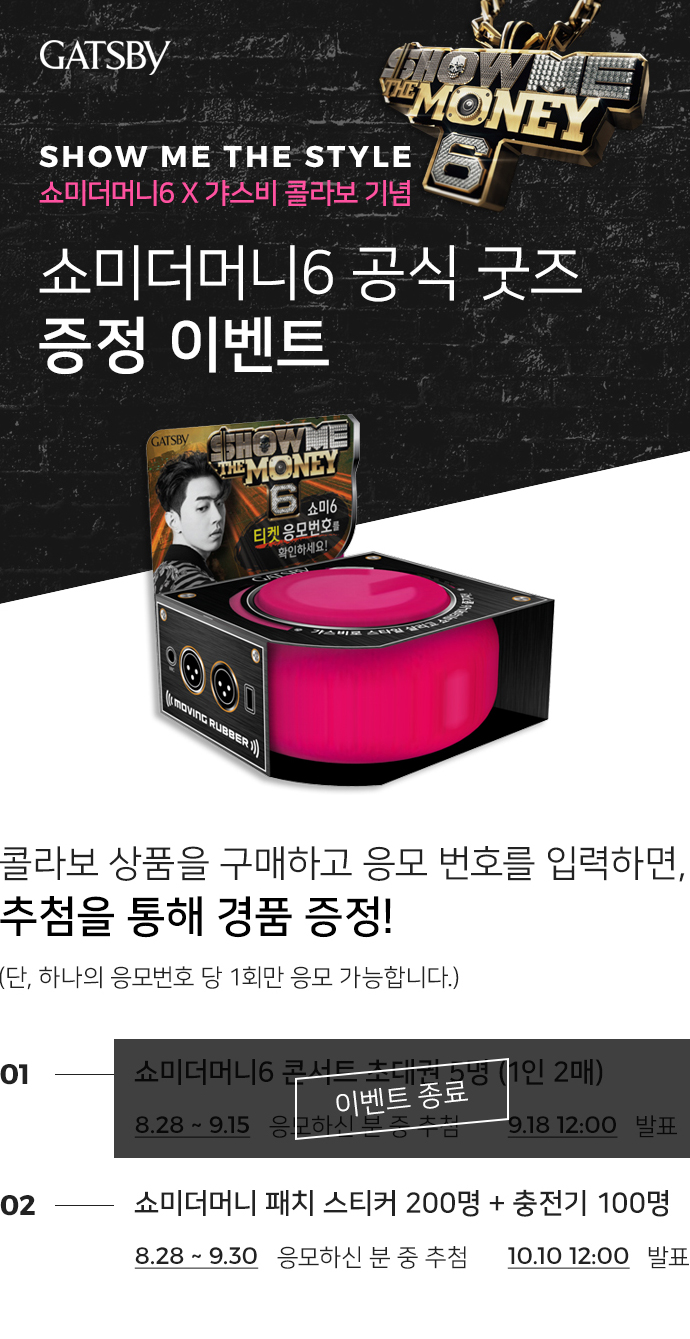 GATSBY
SHOW ME
THE
MONEY
6
SHOW ME THE STYLE
쇼미더머니6 X 갸스비 콜라보 기념
쇼미더머니6 공식 굿즈
증정 이벤트
GATSBY
SHOW ME
THE
MONEY
6
쇼미6
티켓 응모번호를
확인하세요!
GATSBY
MOVING RUBBER
콜라보 상품을 구매하고 응모 번호를 입력하면,
추첨을 통해 경품 증정!
(단, 하나의 응모번호 당 1회만 응모 가능합니다.)
01
쇼미더머니6 콘서트 초대권 5명 (1인 2매)
이벤트 종료
8.28 ~ 9.15 응모하신 분 중 추첨 9.18 12:00 발표
02
쇼미더머니 패치 스티커 200명 + 충전기 100명
8.28 ~ 9.30 응모하신 분 중 추첨 10.10 12:00 발표